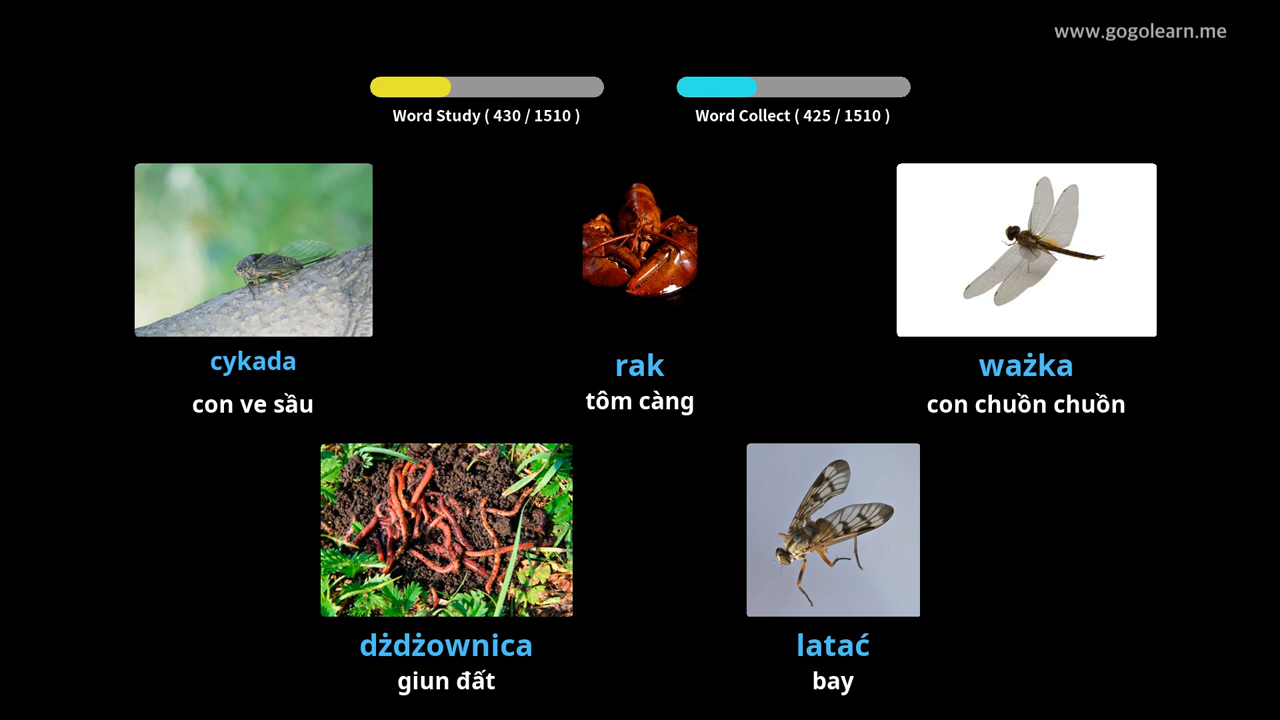 www.gogolearn.me
Word Study ( 430 / 1510 )
Word Collect ( 425 / 1510 )
cykada
con ve sầu
rak
tôm càng
ważka
con chuồn chuồn
dżdżownica
giun đất
latać
bay